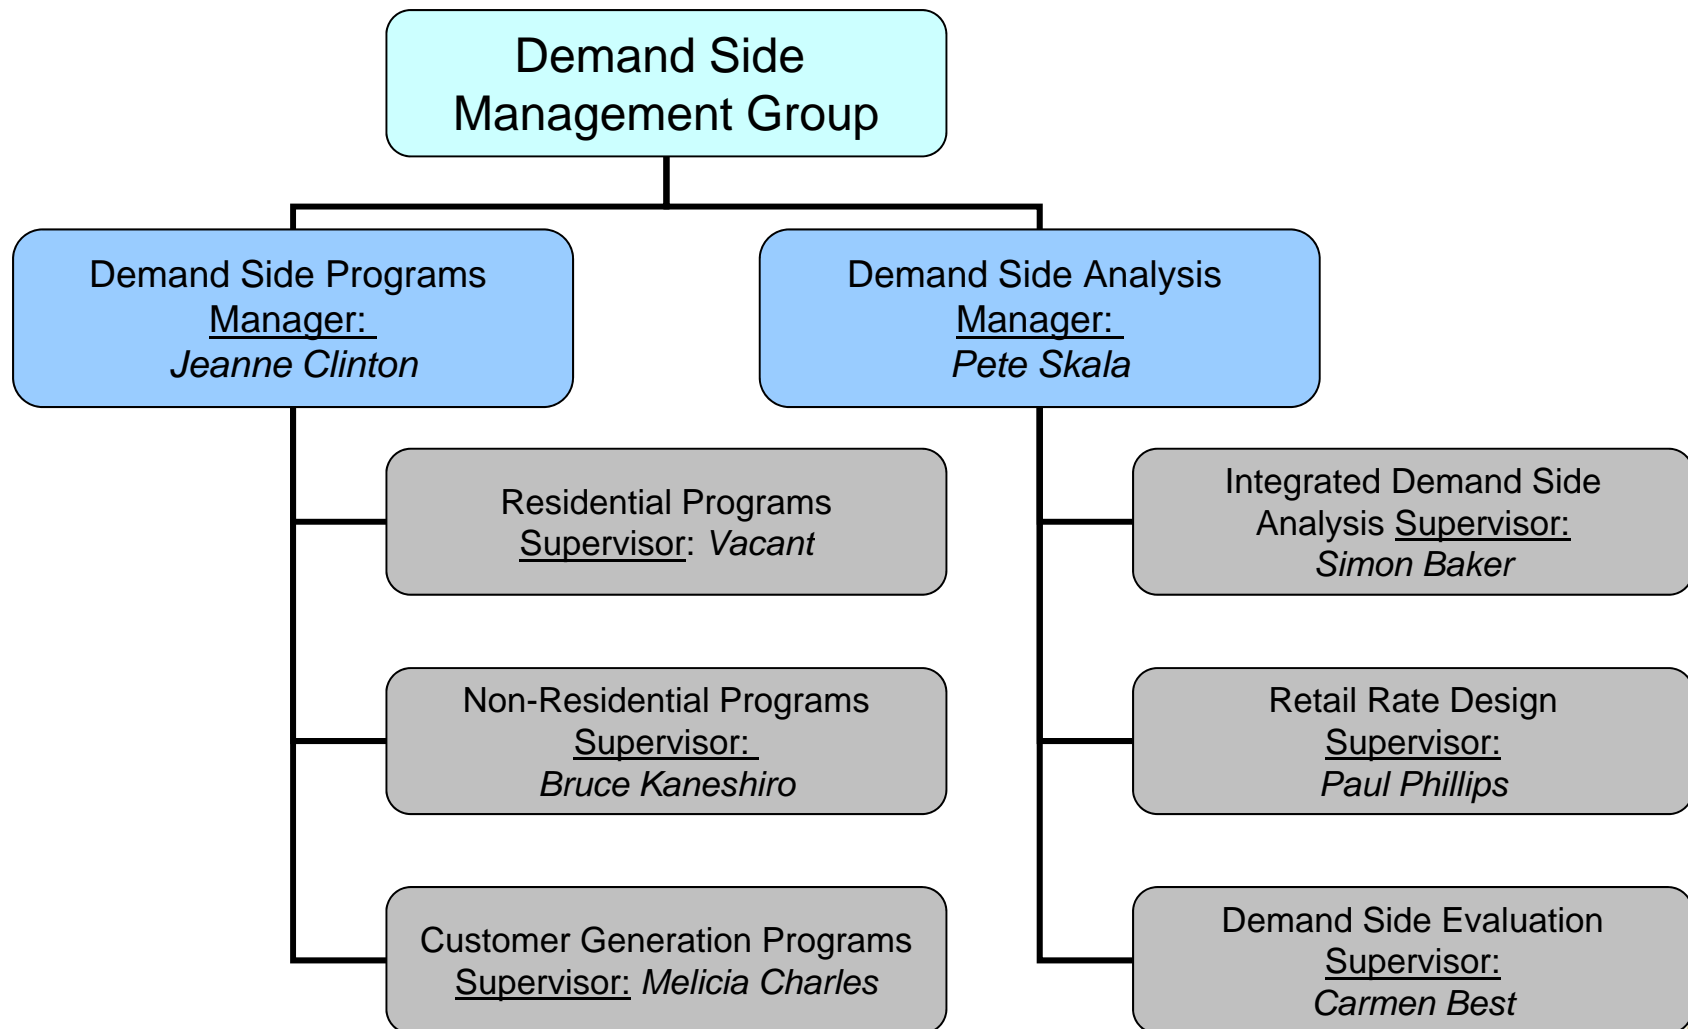 Demand Side
Management Group
Demand Side Programs
Manager:
Jeanne Clinton
Demand Side Analysis
Manager:
Pete Skala
Residential Programs
Supervisor: Vacant
Non-Residential Programs
Supervisor:
Bruce Kaneshiro
Customer Generation Programs
Supervisor: Melicia Charles
Integrated Demand Side
Analysis Supervisor:
Simon Baker
Retail Rate Design
Supervisor:
Paul Phillips
Demand Side Evaluation
Supervisor:
Carmen Best